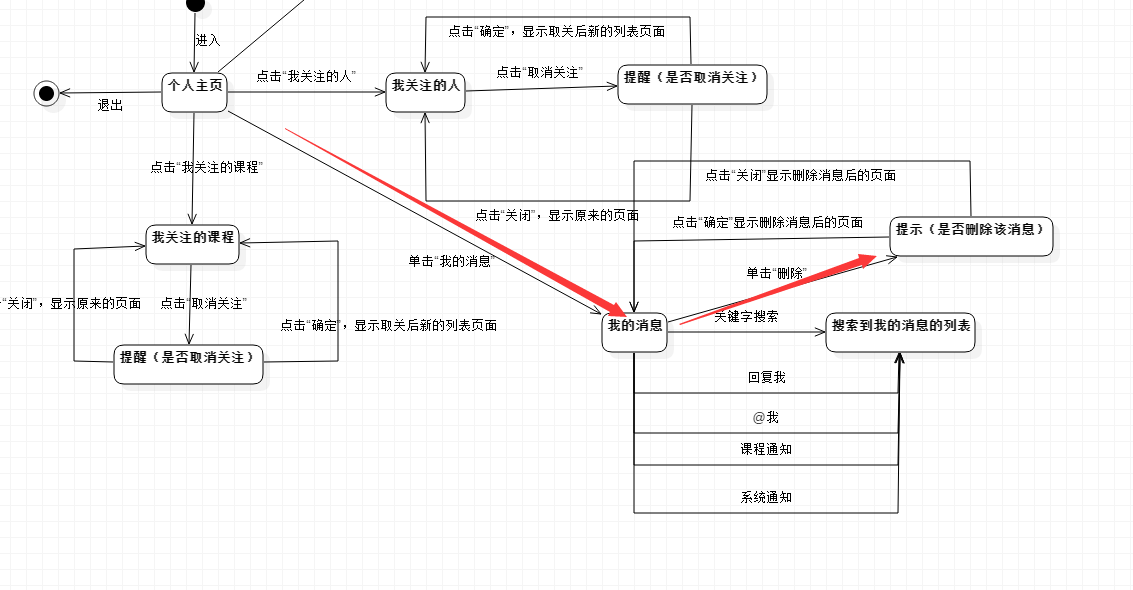 点击“确定”，显示取关后新的列表页面
进入
个人主页
点击“我关注的人”
我关注的人
点击“取消关注”
提醒（是否取消关注）
退出
点击“我关注的课程”
点击“关闭”显示删除消息后的页面
点击“关闭”，显示原来的页面
点击“确定”显示删除消息后的页面
提示（是否删除该消息）
我关注的课程
单击“我的消息”
单击“删除”
“关闭”，显示原来的页面
点击“取消关注”
关键字搜索
点击“确定”，显示取关后新的列表页面
我的消息
搜索到我的消息的列表
提醒（是否取消关注）
回复我
@我
课程通知
系统通知